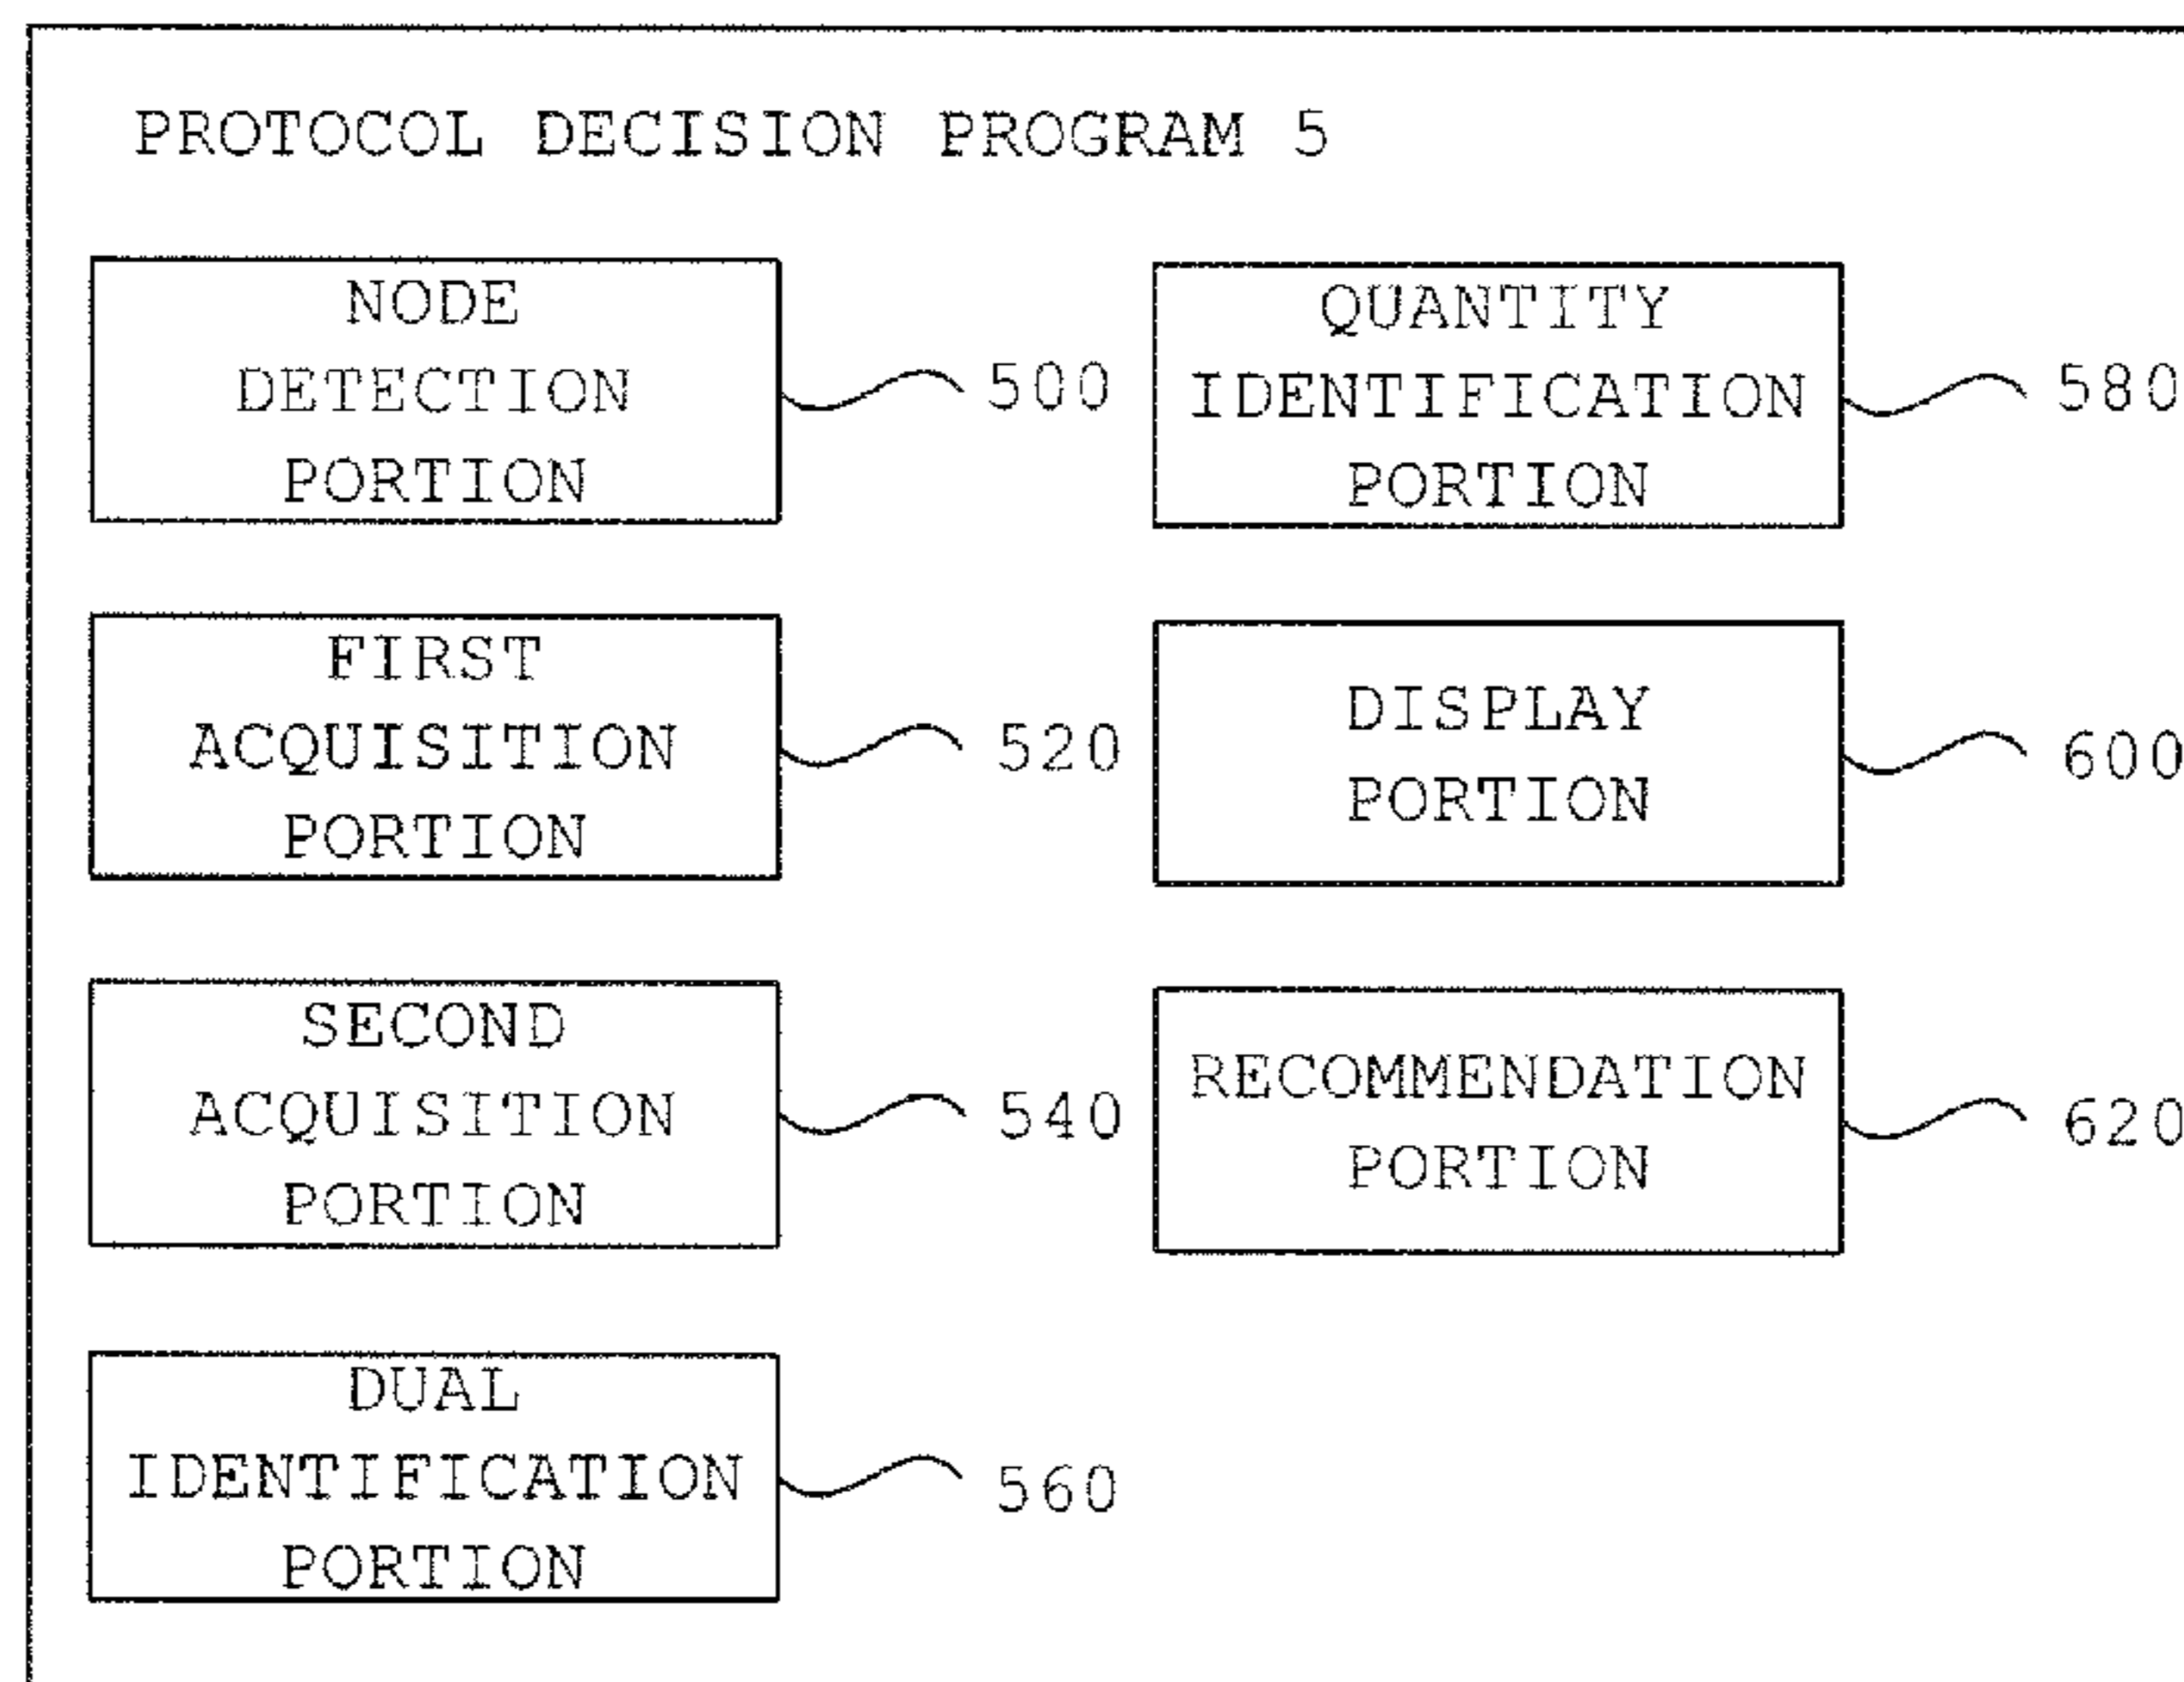 PROTOCOL DECISION PROGRAM 5
NODE
DETECTION
PORTION
500
FIRST
ACQUISITION
PORTION
520
SECOND
ACQUISITION
PORTION
540
DUAL
IDENTIFICATION
PORTION
560
QUANTITY
IDENTIFICATION
PORTION
580
DISPLAY
PORTION
600
RECOMMENDATION
PORTION
620